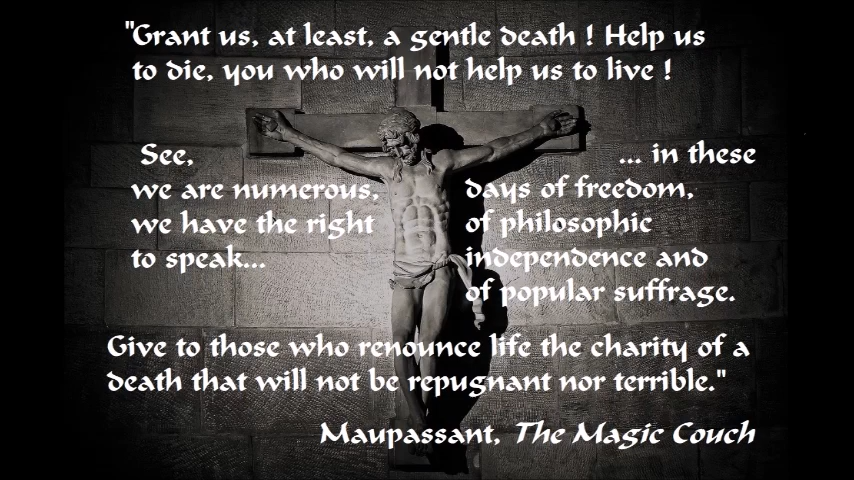 "Grant us, at least, a gentle death ! Help us
to die, you who will not help us to live !
See,
we are numerous,
we have the right
to speak...
... in these
days of freedom,
of philosophic
independence and
of popular suffrage.
Give to those who renounce life the charity of a
death that will not be repugnant nor terrible."
Maupassant, The Magic Couch